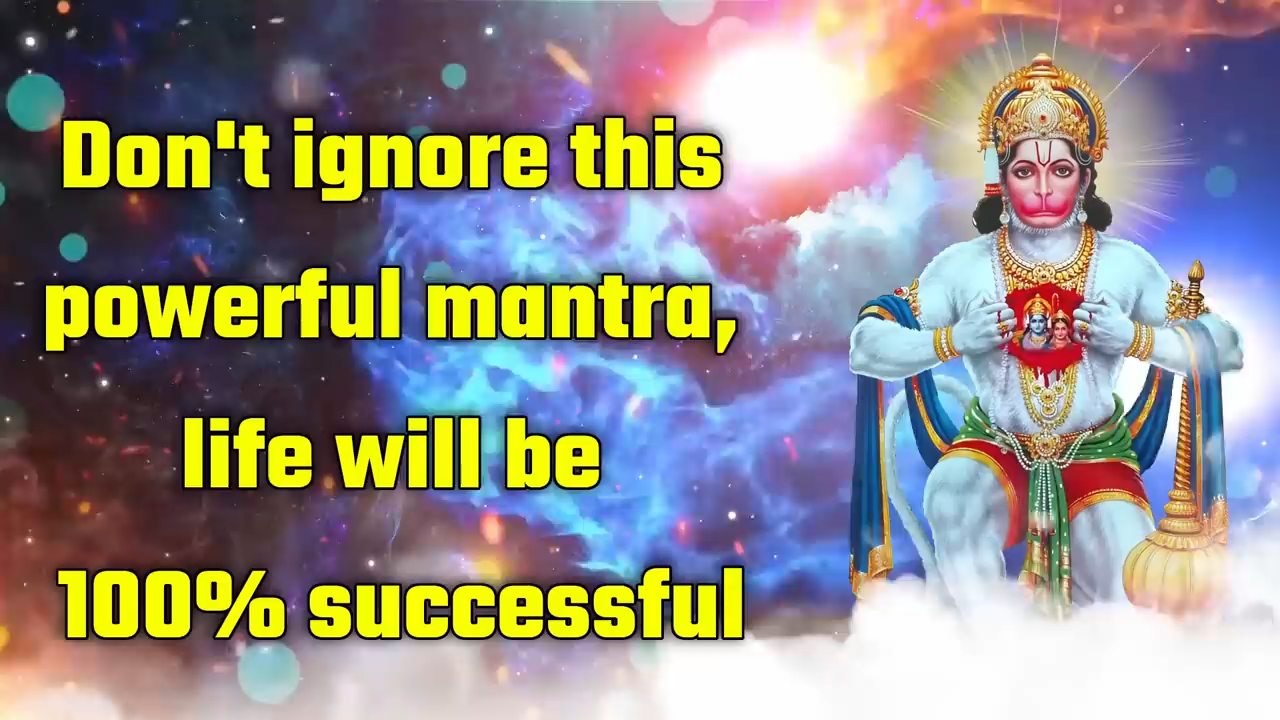 Don't ignore this
powerful mantra,
life will be
100% successful